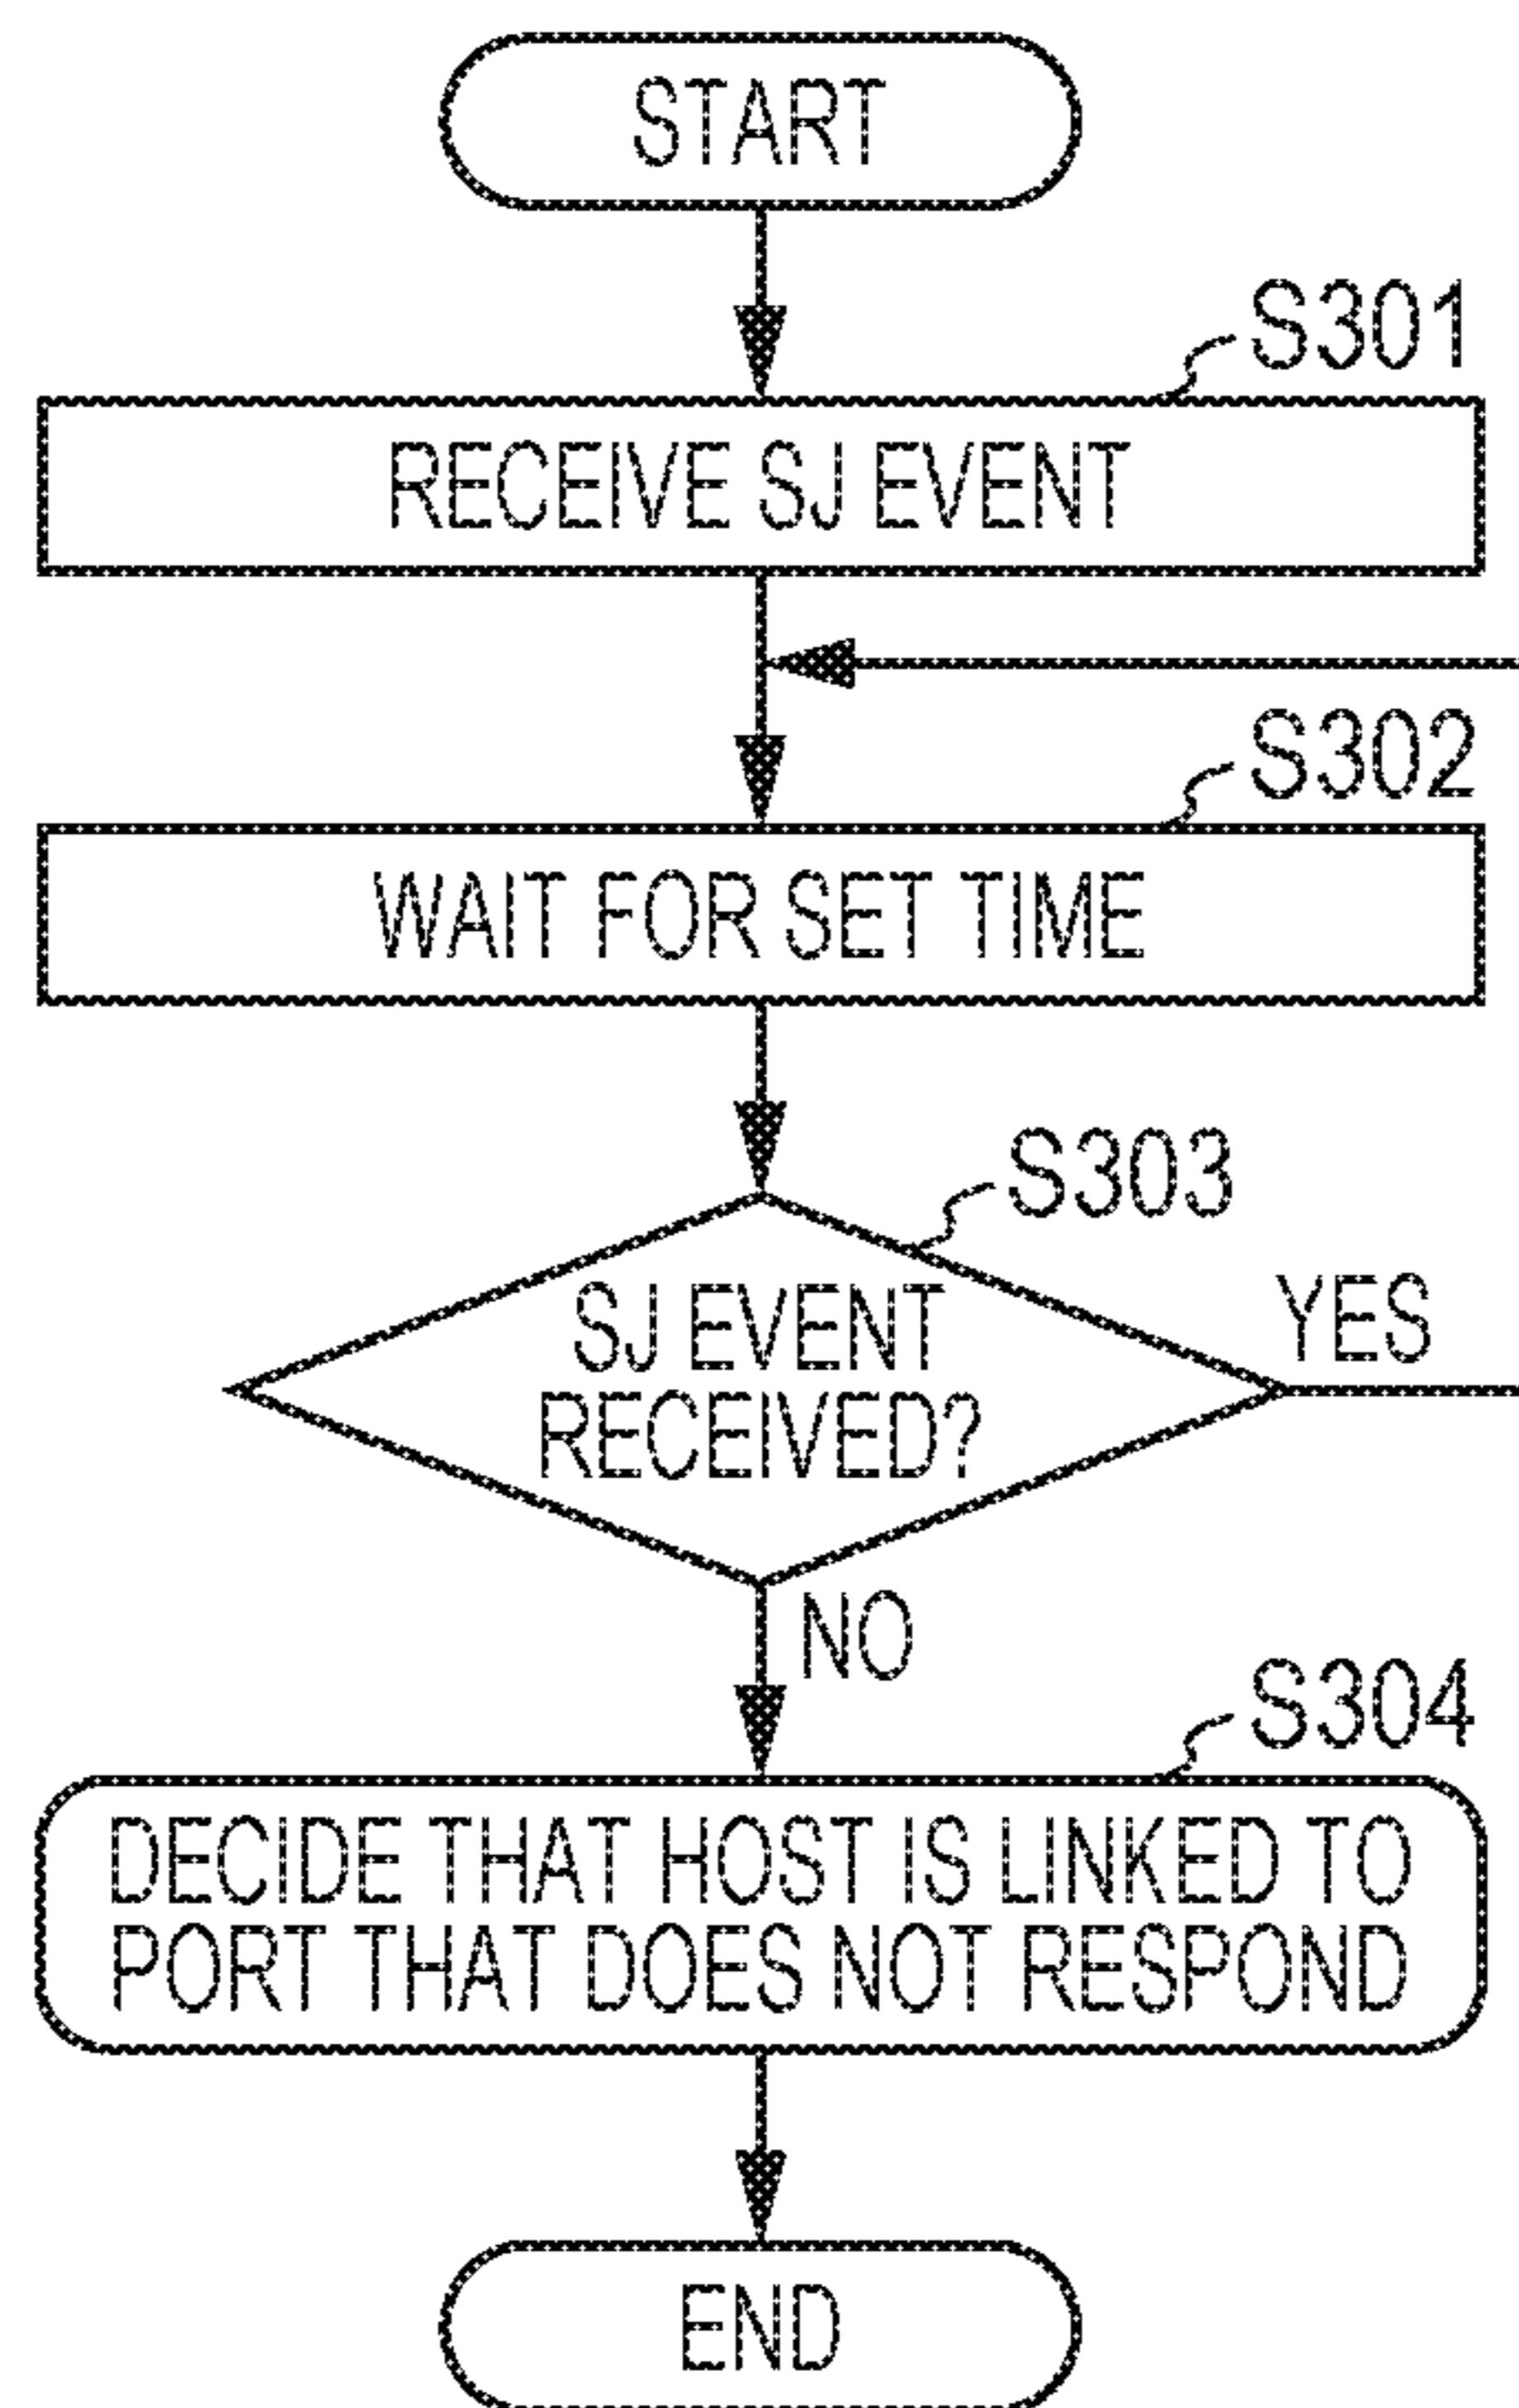 START
S301
RECEIVE SJ EVENT
S302
WAIT FOR SET TIME
S303
SJ EVENT
RECEIVED?
YES
NO
S304
DECIDE THAT HOST IS LINKED TO
PORT THAT DOES NOT RESPOND
END